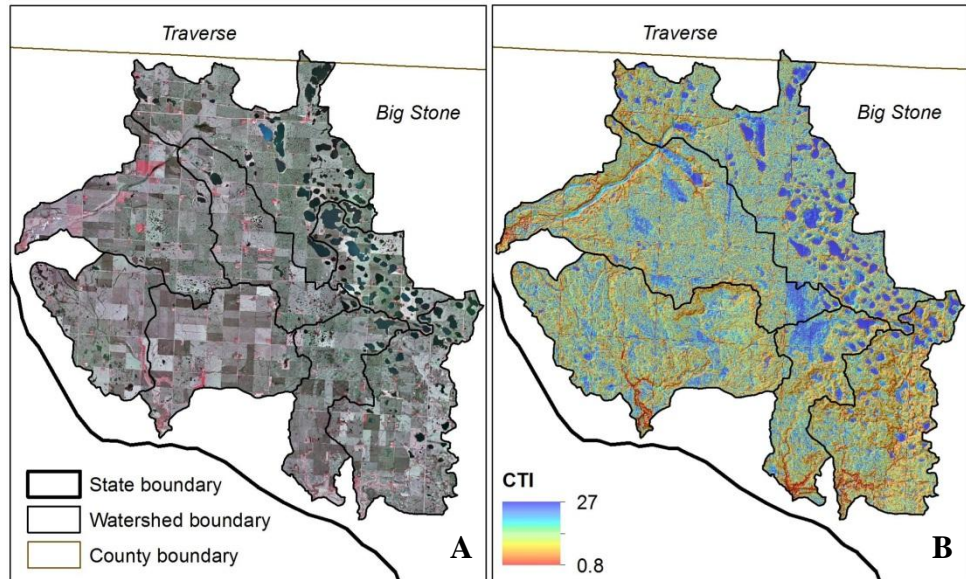 Traverse
Big Stone
State boundary
Watershed boundary
County boundary
A
Traverse
Big Stone
CTI
27
0.8
B